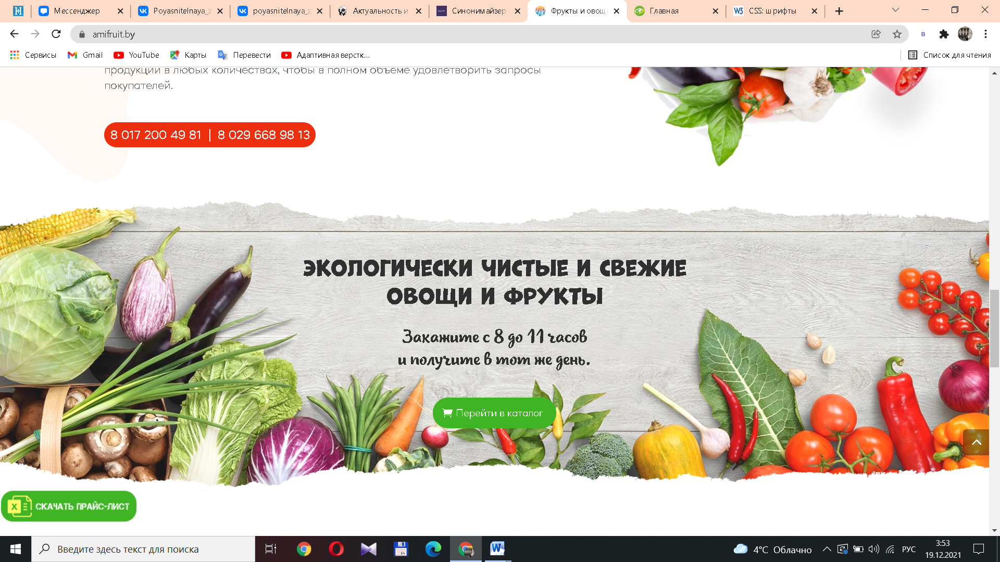 Мессенджер
Poyasnitelnaya_z
poyasnitelnaya_z
Актуальность и
Синонимайзер
Фрукты и овощ
Главная
CSS: шрифты
amifruit.by
Сервисы
Gmail
YouTube
Карты
Перевести
Адаптивная верстк...
Список для чтения
продукции в любых количествах, чтобы в полном объеме удовлетворить запросы
покупателей.
8 017 200 49 81 | 8 029 668 98 13
ЭКОЛОГИЧЕСКИ ЧИСТЫЕ И СВЕЖИЕ
ОВОЩИ И ФРУКТЫ
Закажите с 8 до 11 часов
и получите в тот же день.
Перейти в каталог
СКАЧАТЬ ПРАЙС-ЛИСТ
Введите здесь текст для поиска
4°C Облачно
РУС
3:53
19.12.2021